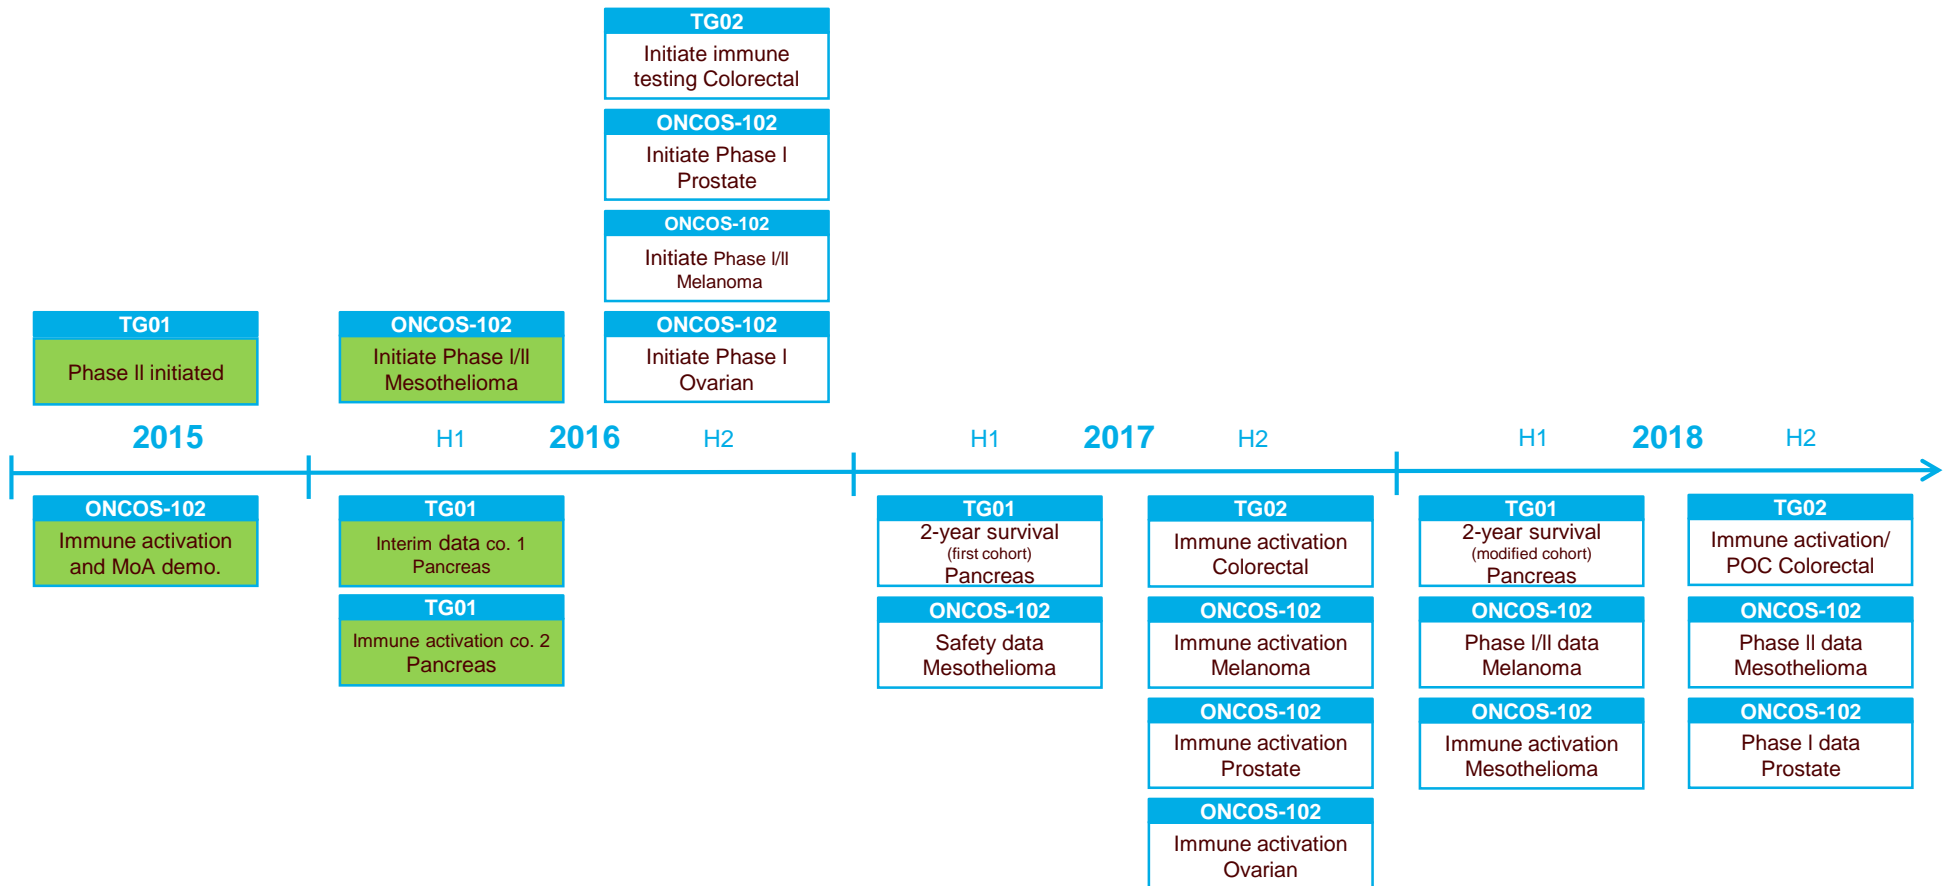 TG02
Initiate immune
testing Colorectal
ONCOS-102
Initiate Phase I
Prostate
ONCOS-102
Initiate Phase I/II
Melanoma
TG01
Phase II initiated
ONCOS-102
Initiate Phase I/II
Mesothelioma
ONCOS-102
Initiate Phase I
Ovarian
2015
H1
2016
H2
H1
2017
H2
H1
2018
H2
ONCOS-102
Immune activation
and MoA demo.
TG01
Interim data co. 1
Pancreas
TG01
Immune activation co. 2
Pancreas
TG01
2-year survival
(first cohort)
Pancreas
ONCOS-102
Safety data
Mesothelioma
TG02
Immune activation
Colorectal
ONCOS-102
Immune activation
Melanoma
ONCOS-102
Immune activation
Prostate
ONCOS-102
Immune activation
Ovarian
TG01
2-year survival
(modified cohort)
Pancreas
ONCOS-102
Phase I/II data
Melanoma
ONCOS-102
Immune activation
Mesothelioma
TG02
Immune activation/
POC Colorectal
ONCOS-102
Phase II data
Mesothelioma
ONCOS-102
Phase I data
Prostate